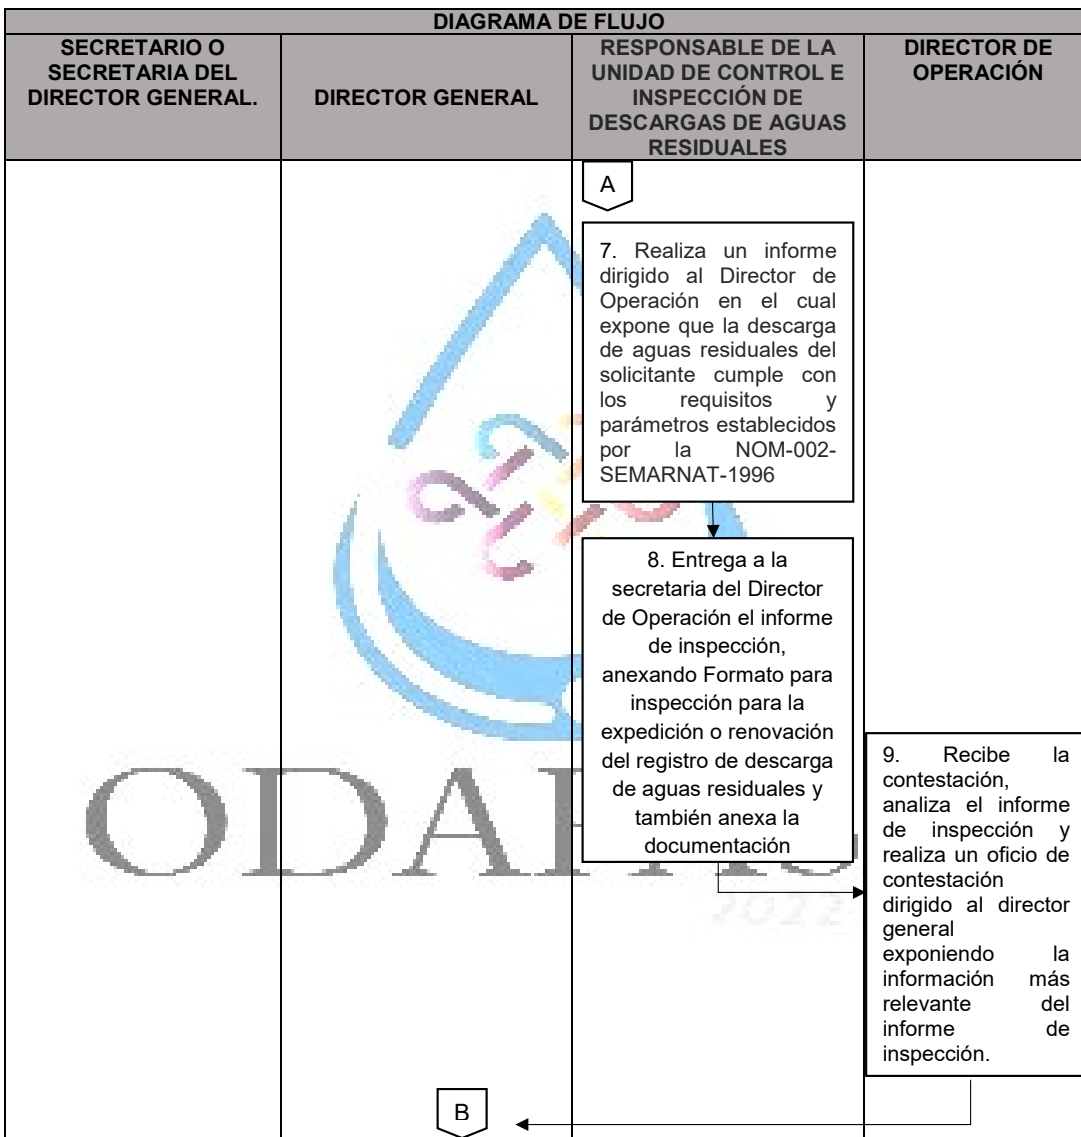 DIAGRAMA DE FLUJO
SECRETARIO O
SECRETARIA DEL
DIRECTOR GENERAL.
DIRECTOR GENERAL
RESPONSABLE DE LA
UNIDAD DE CONTROL E
INSPECCIÓN DE
DESCARGAS DE AGUAS
RESIDUALES
DIRECTOR DE
OPERACIÓN
A
7. Realiza un informe
dirigido al Director de
Operación en el cual
expone que la descarga
de aguas residuales del
solicitante cumple con
los requisitos y
parámetros establecidos
por la NOM-002-
SEMARNAT-1996
8. Entrega a la
secretaria del Director
de Operación el informe
de inspección,
anexando Formato para
inspección para la
expedición o renovación
del registro de descarga
de aguas residuales y
también anexa la
documentación
9. Recibe la
contestación,
analiza el informe
de inspección y
realiza un oficio de
contestación
dirigido al director
general
exponiendo la
información más
relevante del
informe de
inspección.
2022
B